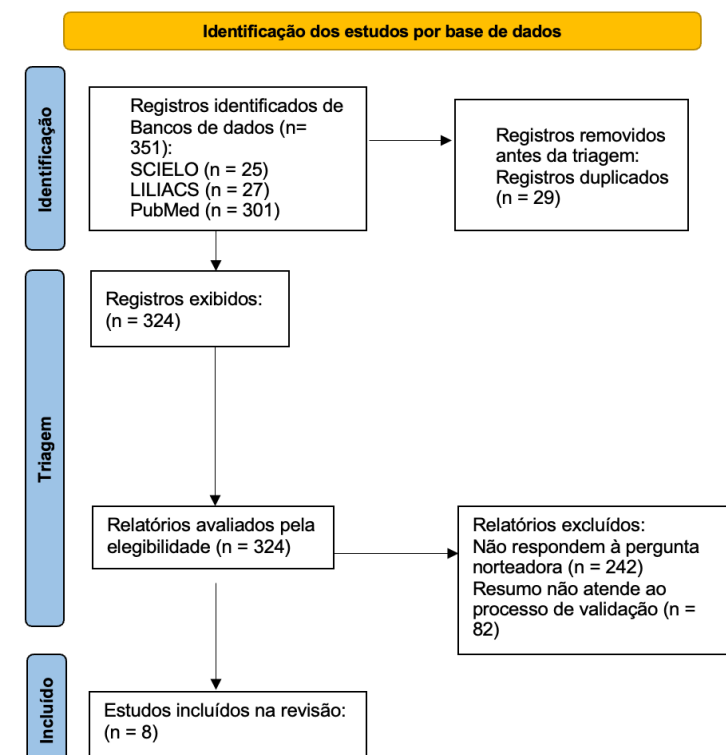 Identificação dos estudos por base de dados
Identificação
Registros identificados de
Bancos de dados (n=
351):
SCIELO (n = 25)
LILIACS (n = 27)
PubMed (n = 301)
Registros removidos
antes da triagem:
Registros duplicados
(n = 29)
Triagem
Registros exibidos:
(n = 324)
Relatórios avaliados pela
elegibilidade (n = 324)
Relatórios excluídos:
Não respondem à pergunta
norteadora (n = 242)
Resumo não atende ao
processo de validação (n =
82)
Incluído
Estudos incluídos na revisão:
(n = 8)